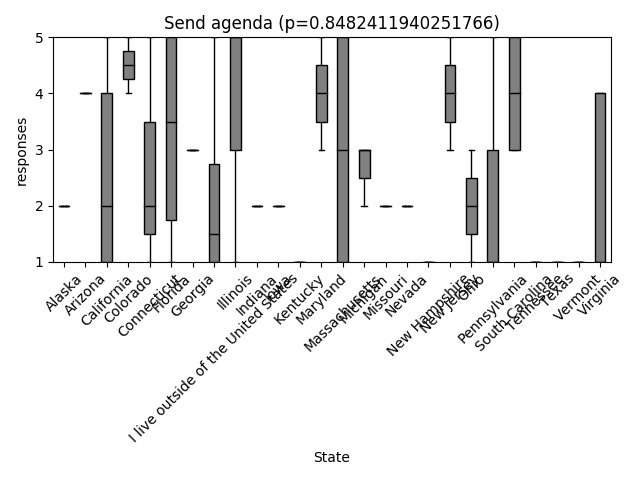 Send agenda (p=0.8482411940251766)
responses
5
4
3
2
1
Alaska
Arizona
California
Colorado
Connecticut
Florida
Georgia
I live outside of the United States
Illinois
Indiana
Iowa
Kentucky
Maryland
Massachusetts
Michigan
Missouri
Nevada
New Hampshire
New Jersey
Ohio
Pennsylvania
South Carolina
Tennessee
Texas
Vermont
Virginia
State